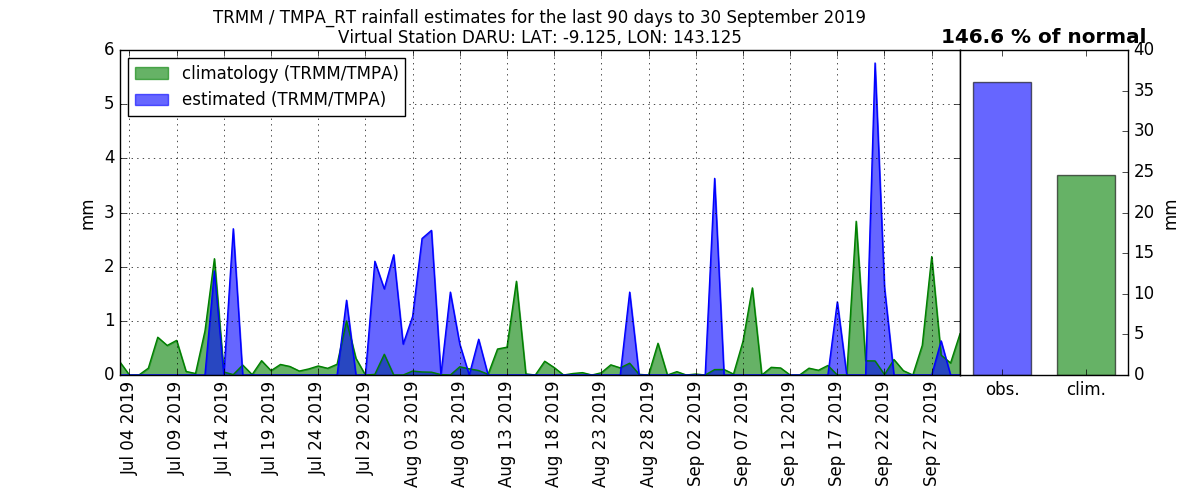 TRMM / TMPA_RT rainfall estimates for the last 90 days to 30 September 2019
Virtual Station DARU: LAT: -9.125, LON: 143.125
146.6 % of normal
climatology (TRMM/TMPA)
estimated (TRMM/TMPA)
mm
6
5
4
3
2
1
0
Jul 04 2019
Jul 09 2019
Jul 14 2019
Jul 19 2019
Jul 24 2019
Jul 29 2019
Aug 03 2019
Aug 08 2019
Aug 13 2019
Aug 18 2019
Aug 23 2019
Aug 28 2019
Sep 02 2019
Sep 07 2019
Sep 12 2019
Sep 17 2019
Sep 22 2019
Sep 27 2019
obs.
clim.
40
35
30
25
20
15
10
5
0
mm